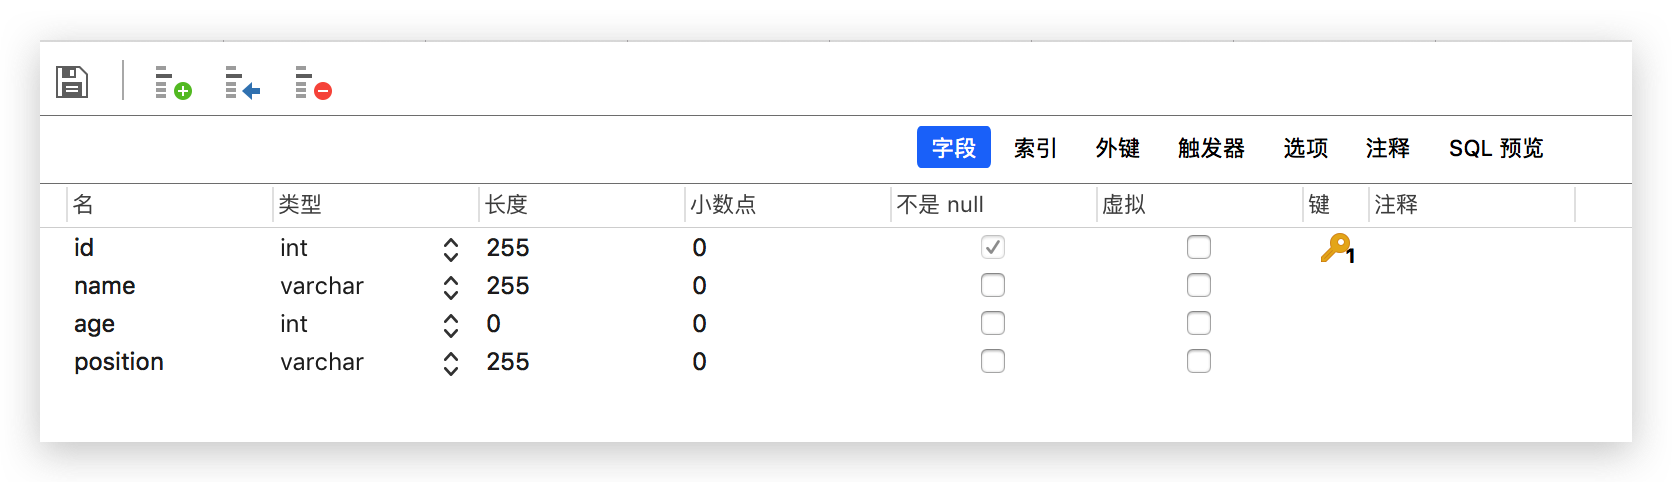 字段 索引 外键 触发器 选项 注释 SQL 预览
名 类型 长度 小数点 不是 null 虚拟 键 注释
id int 255 0 1
name varchar 255 0
age int 0 0
position varchar 255 0